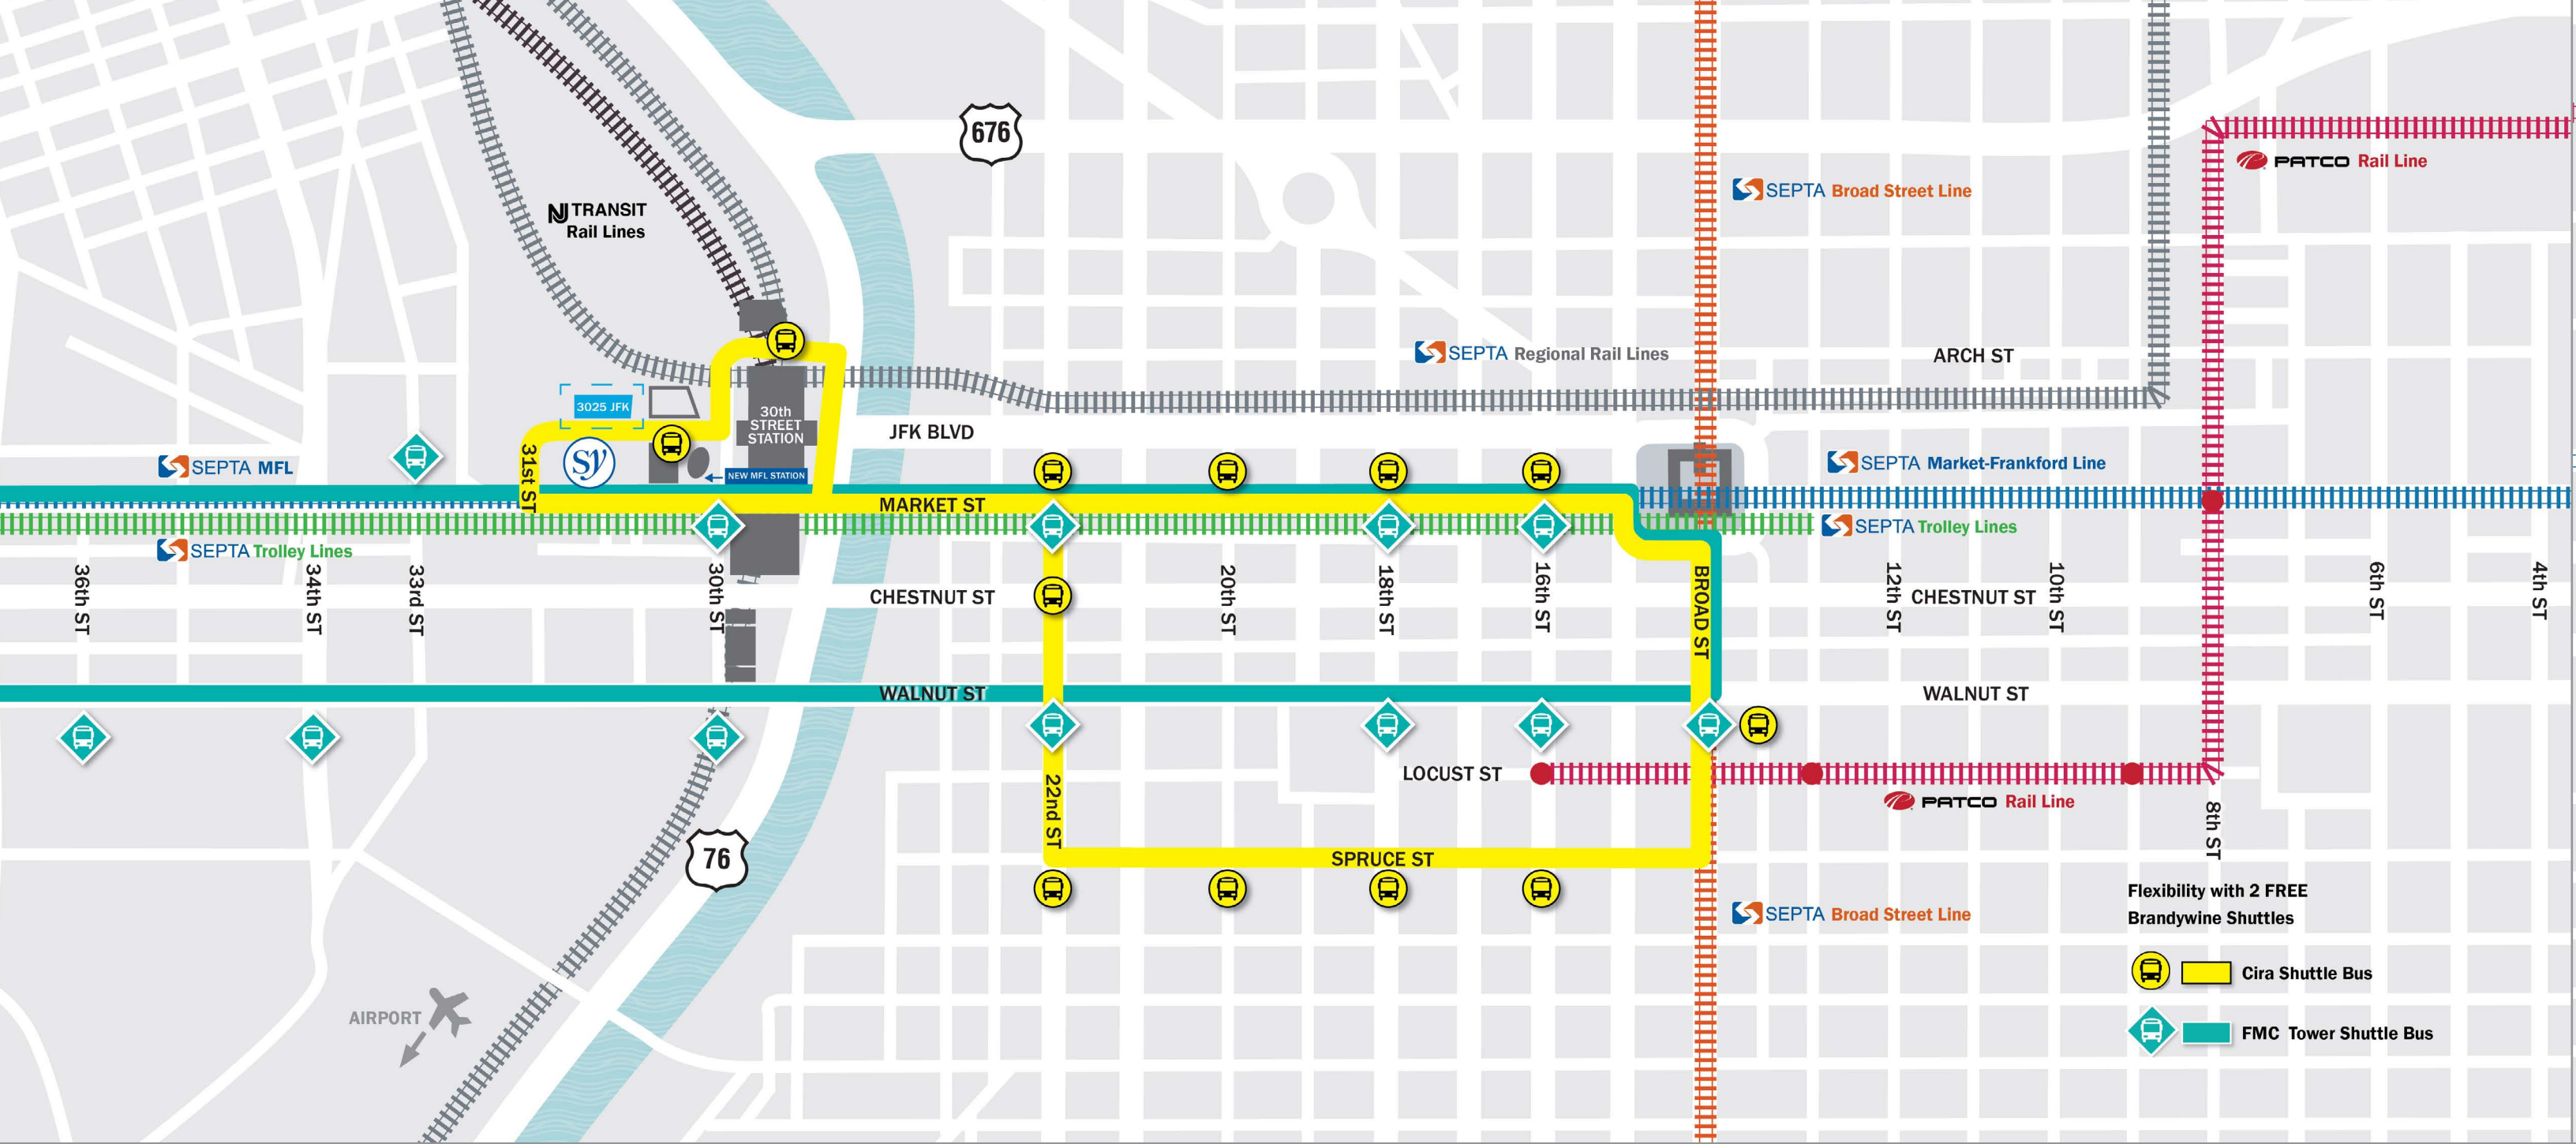 676
PATCO Rail Line
SEPTA Broad Street Line
NJ TRANSIT
Rail Lines
SEPTA Regional Rail Lines
ARCH ST
3025 JFK
30th
STREET
STATION
JFK BLVD
31st ST
SEPTA MFL
SY
NEW MFL STATION
SEPTA Market-Frankford Line
MARKET ST
SEPTA Trolley Lines
SEPTA Trolley Lines
36th ST
34th ST
33rd ST
30th ST
CHESTNUT ST
20th ST
18th ST
16th ST
BROAD ST
12th ST
CHESTNUT ST
10th ST
6th ST
4th ST
WALNUT ST
WALNUT ST
22nd ST
LOCUST ST
PATCO Rail Line
8th ST
76
SPRUCE ST
SEPTA Broad Street Line
Flexibility with 2 FREE
Brandywine Shuttles
Cira Shuttle Bus
AIRPORT
FMC Tower Shuttle Bus